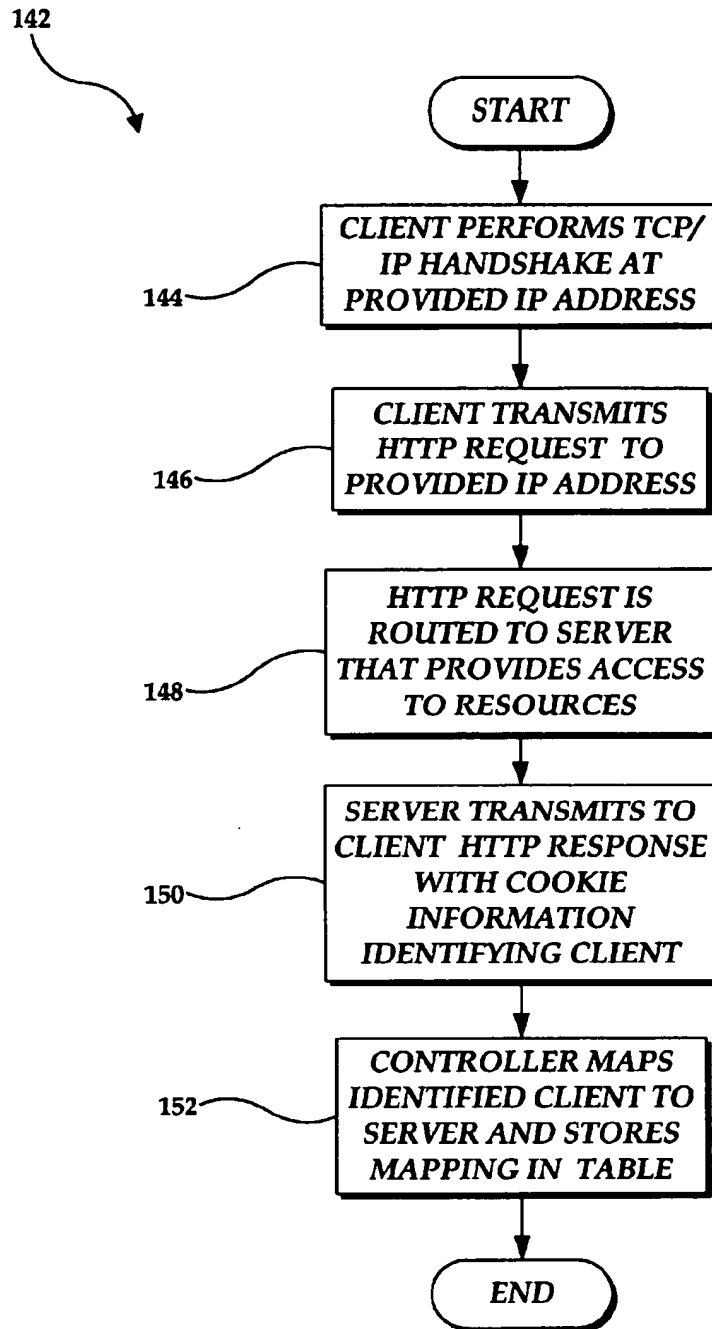 142
START
CLIENT PERFORMS TCP/
IP HANDSHAKE AT
PROVIDED IP ADDRESS
144
CLIENT TRANSMITS
HTTP REQUEST TO
PROVIDED IP ADDRESS
146
HTTP REQUEST IS
ROUTED TO SERVER
THAT PROVIDES ACCESS
TO RESOURCES
148
SERVER TRANSMITS TO
CLIENT HTTP RESPONSE
WITH COOKIE
INFORMATION
IDENTIFYING CLIENT
150
CONTROLLER MAPS
IDENTIFIED CLIENT TO
SERVER AND STORES
MAPPING IN TABLE
152
END